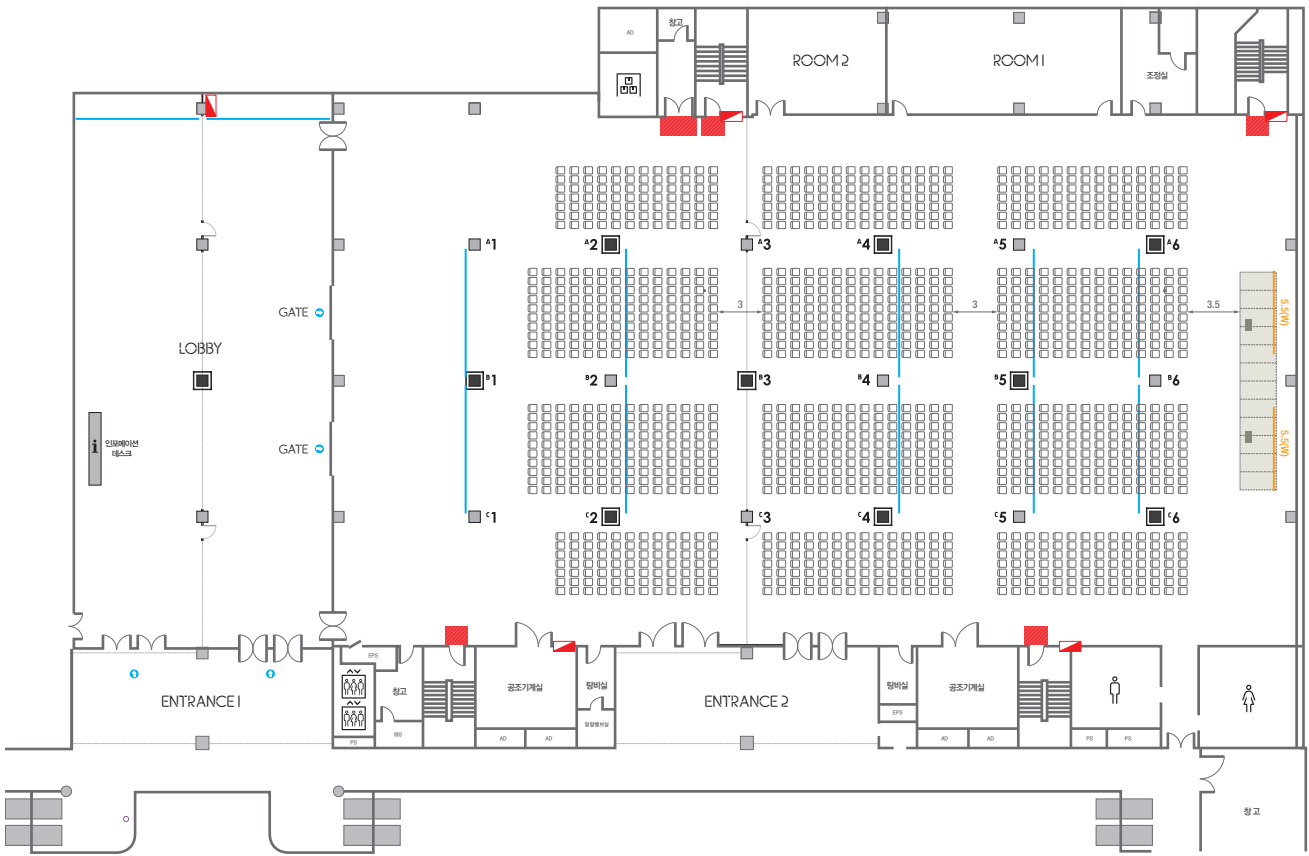 창고
AD
ROOM 2
ROOM 1
조정실
A1
A2
A3
A4
A5
A6
GATE
3
3
3.5
5.5(W)
LOBBY
B1
B2
B3
B4
B5
B6
i
인포메이션
데스크
GATE
5.5(W)
C1
C2
C3
C4
C5
C6
EPS
ENTRANCE 1
창고
공조기계실
탕비실
ENTRANCE 2
탕비실
공조기계실
EPS
IBS
PS
AD
AD
AD
AD
PS
PS
창고